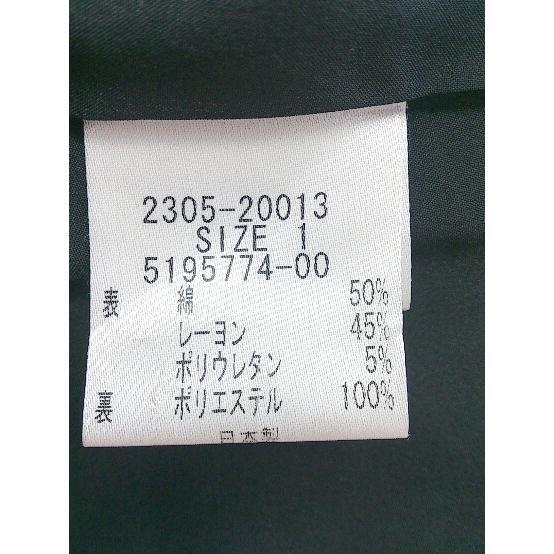 2305-20013
SIZE 1
5195774-00
表 綿 50%
レーヨン 45%
ポリウレタン 5%
裏 ポリエステル 100%
日本製